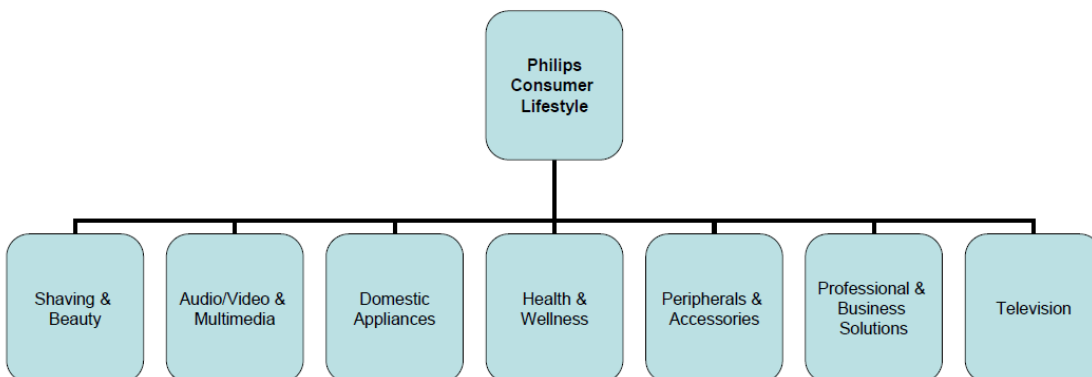 Philips
Consumer
Lifestyle
Shaving &
Beauty
Audio/Video &
Multimedia
Domestic
Appliances
Health &
Wellness
Peripherals &
Accessories
Professional &
Business
Solutions
Television